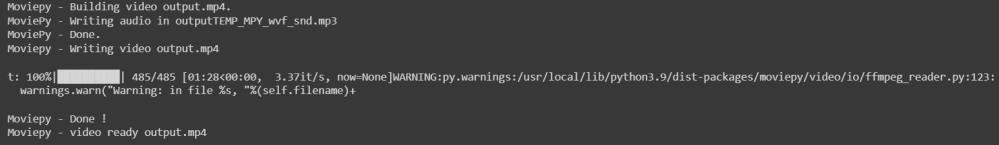 Moviepy - Building video output.mp4.
MoviePy - Writing audio in outputTEMP_MPY_wvf_snd.mp3
MoviePy - Done.
Moviepy - Writing video output.mp4
t: 100%|██████████| 485/485 [01:28<00:00,  3.37it/s, now=None]WARNING:py.warnings:/usr/local/lib/python3.9/dist-packages/moviepy/video/io/ffmpeg_reader.py:123:
  warnings.warn("Warning: in file %s, "%(self.filename)+
Moviepy - Done !
Moviepy - video ready output.mp4